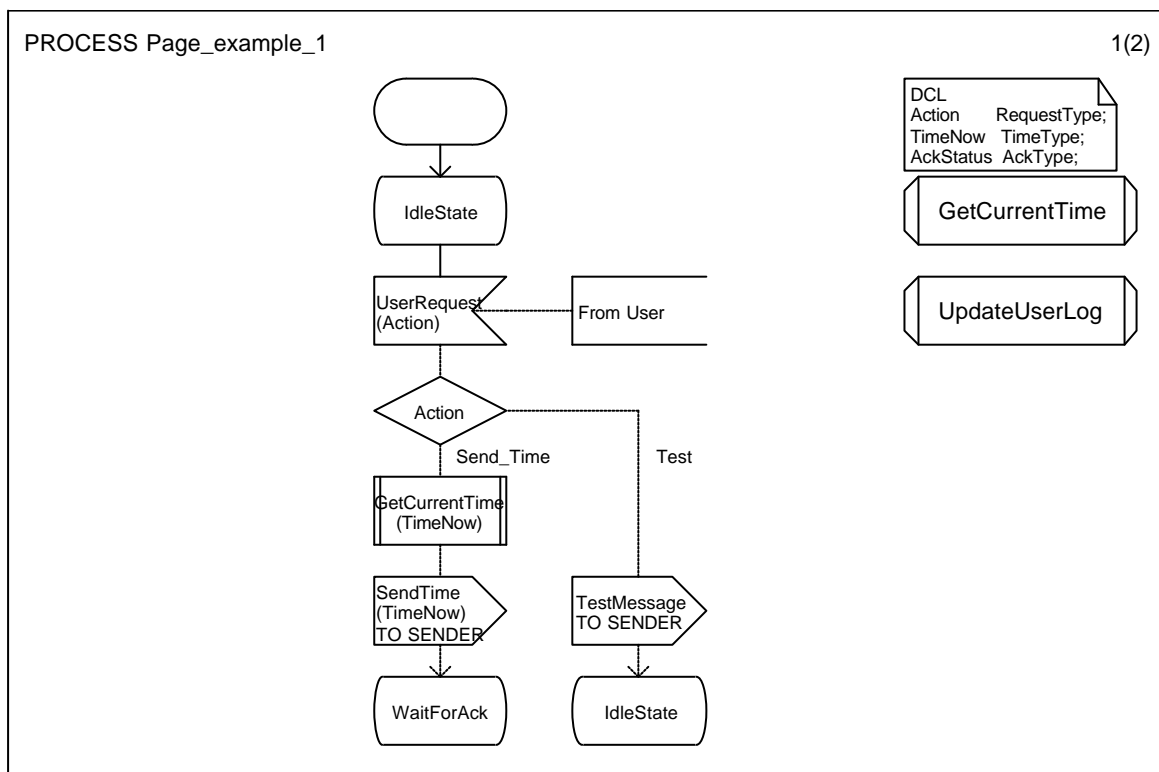 PROCESS Page_example_1
1(2)
DCL
Action RequestType;
TimeNow TimeType;
AckStatus AckType;
IdleState
GetCurrentTime
UserRequest
(Action)
From User
UpdateUserLog
Action
Send_Time
Test
GetCurrentTime
(TimeNow)
SendTime
(TimeNow)
TO SENDER
TestMessage
TO SENDER
WaitForAck
IdleState